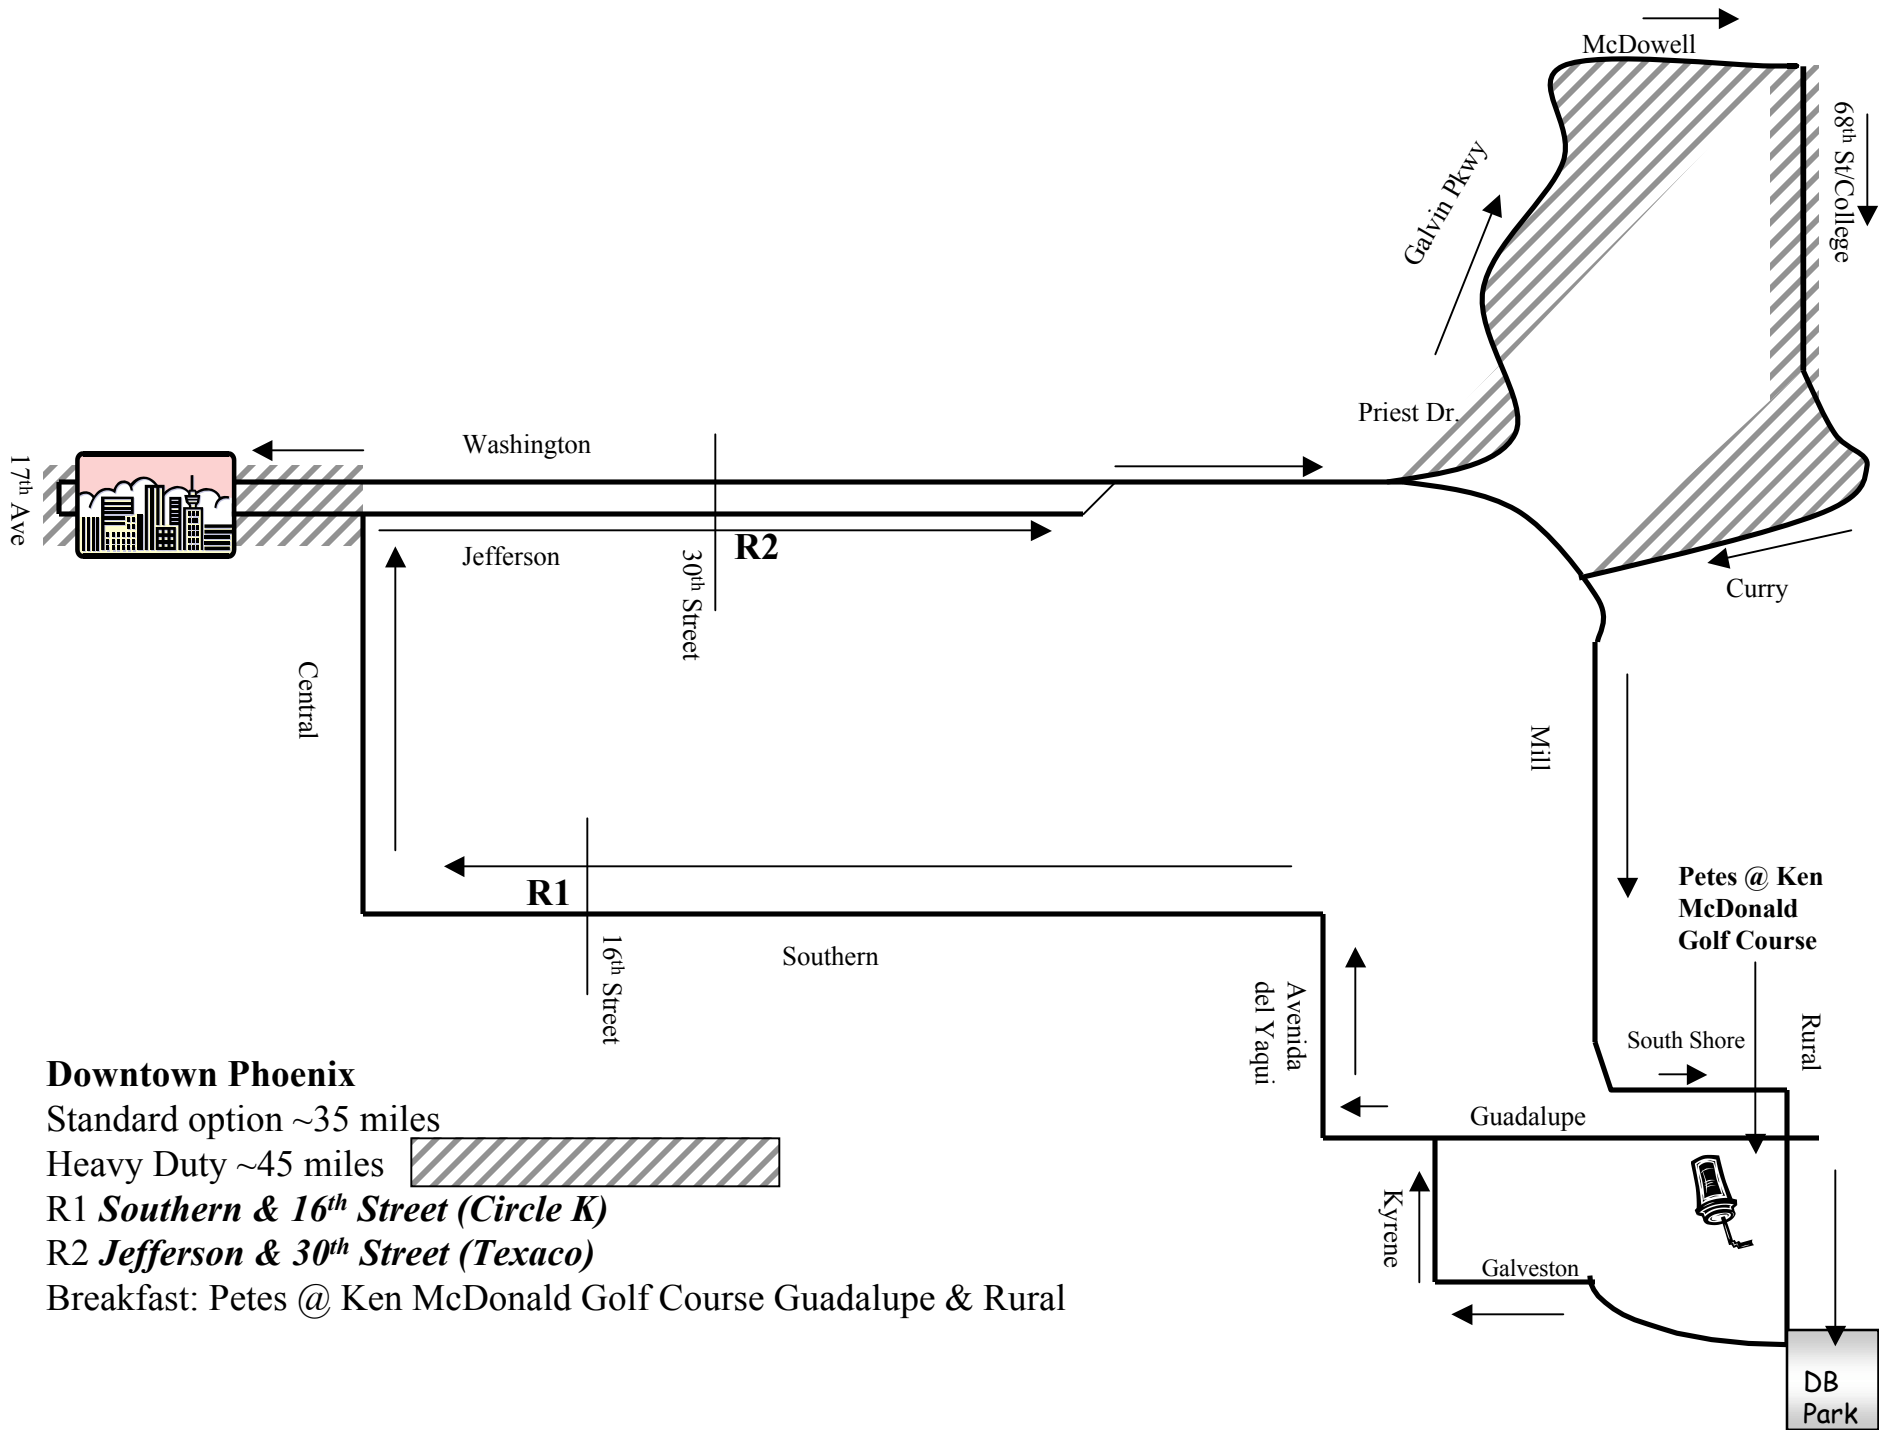 McDowell
68th St/College
Galvin Pkwy
Priest Dr.
Washington
17th Ave
Jefferson
R2
30th Street
Curry
Central
Mill
R1
Petes @ Ken
McDonald
Golf Course
Southern
16th Street
Avenida
del Yaqui
South Shore
Rural
Guadalupe
Kyrene
Galveston
DB
Park
Downtown Phoenix
Standard option ~35 miles
Heavy Duty ~45 miles
R1 Southern & 16th Street (Circle K)
R2 Jefferson & 30th Street (Texaco)
Breakfast: Petes @ Ken McDonald Golf Course Guadalupe & Rural